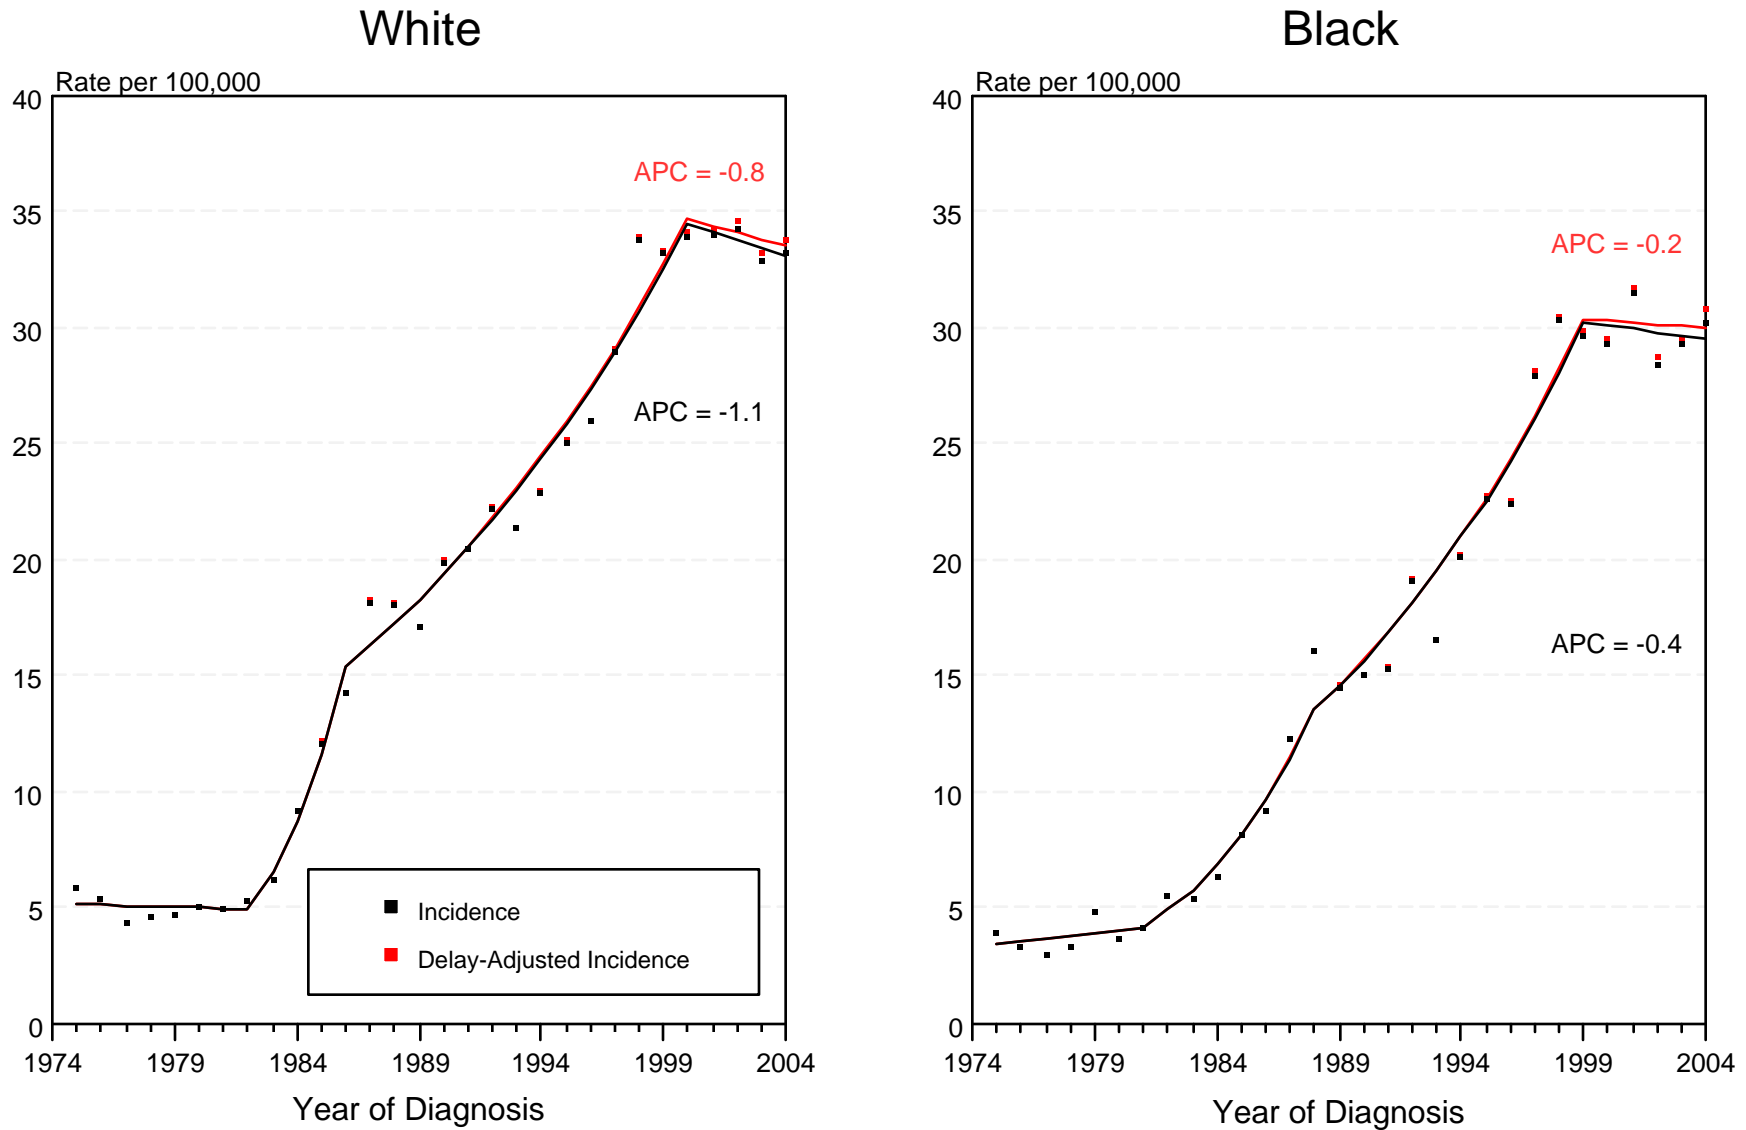 White
Rate per 100,000
40
35
30
25
20
15
10
5
0
APC = -0.8
APC = -1.1
Incidence
Delay-Adjusted Incidence
1974 1979 1984 1989 1994 1999 2004
Year of Diagnosis
Black
Rate per 100,000
40
35
30
25
20
15
10
5
0
APC = -0.2
APC = -0.4
1974 1979 1984 1989 1994 1999 2004
Year of Diagnosis